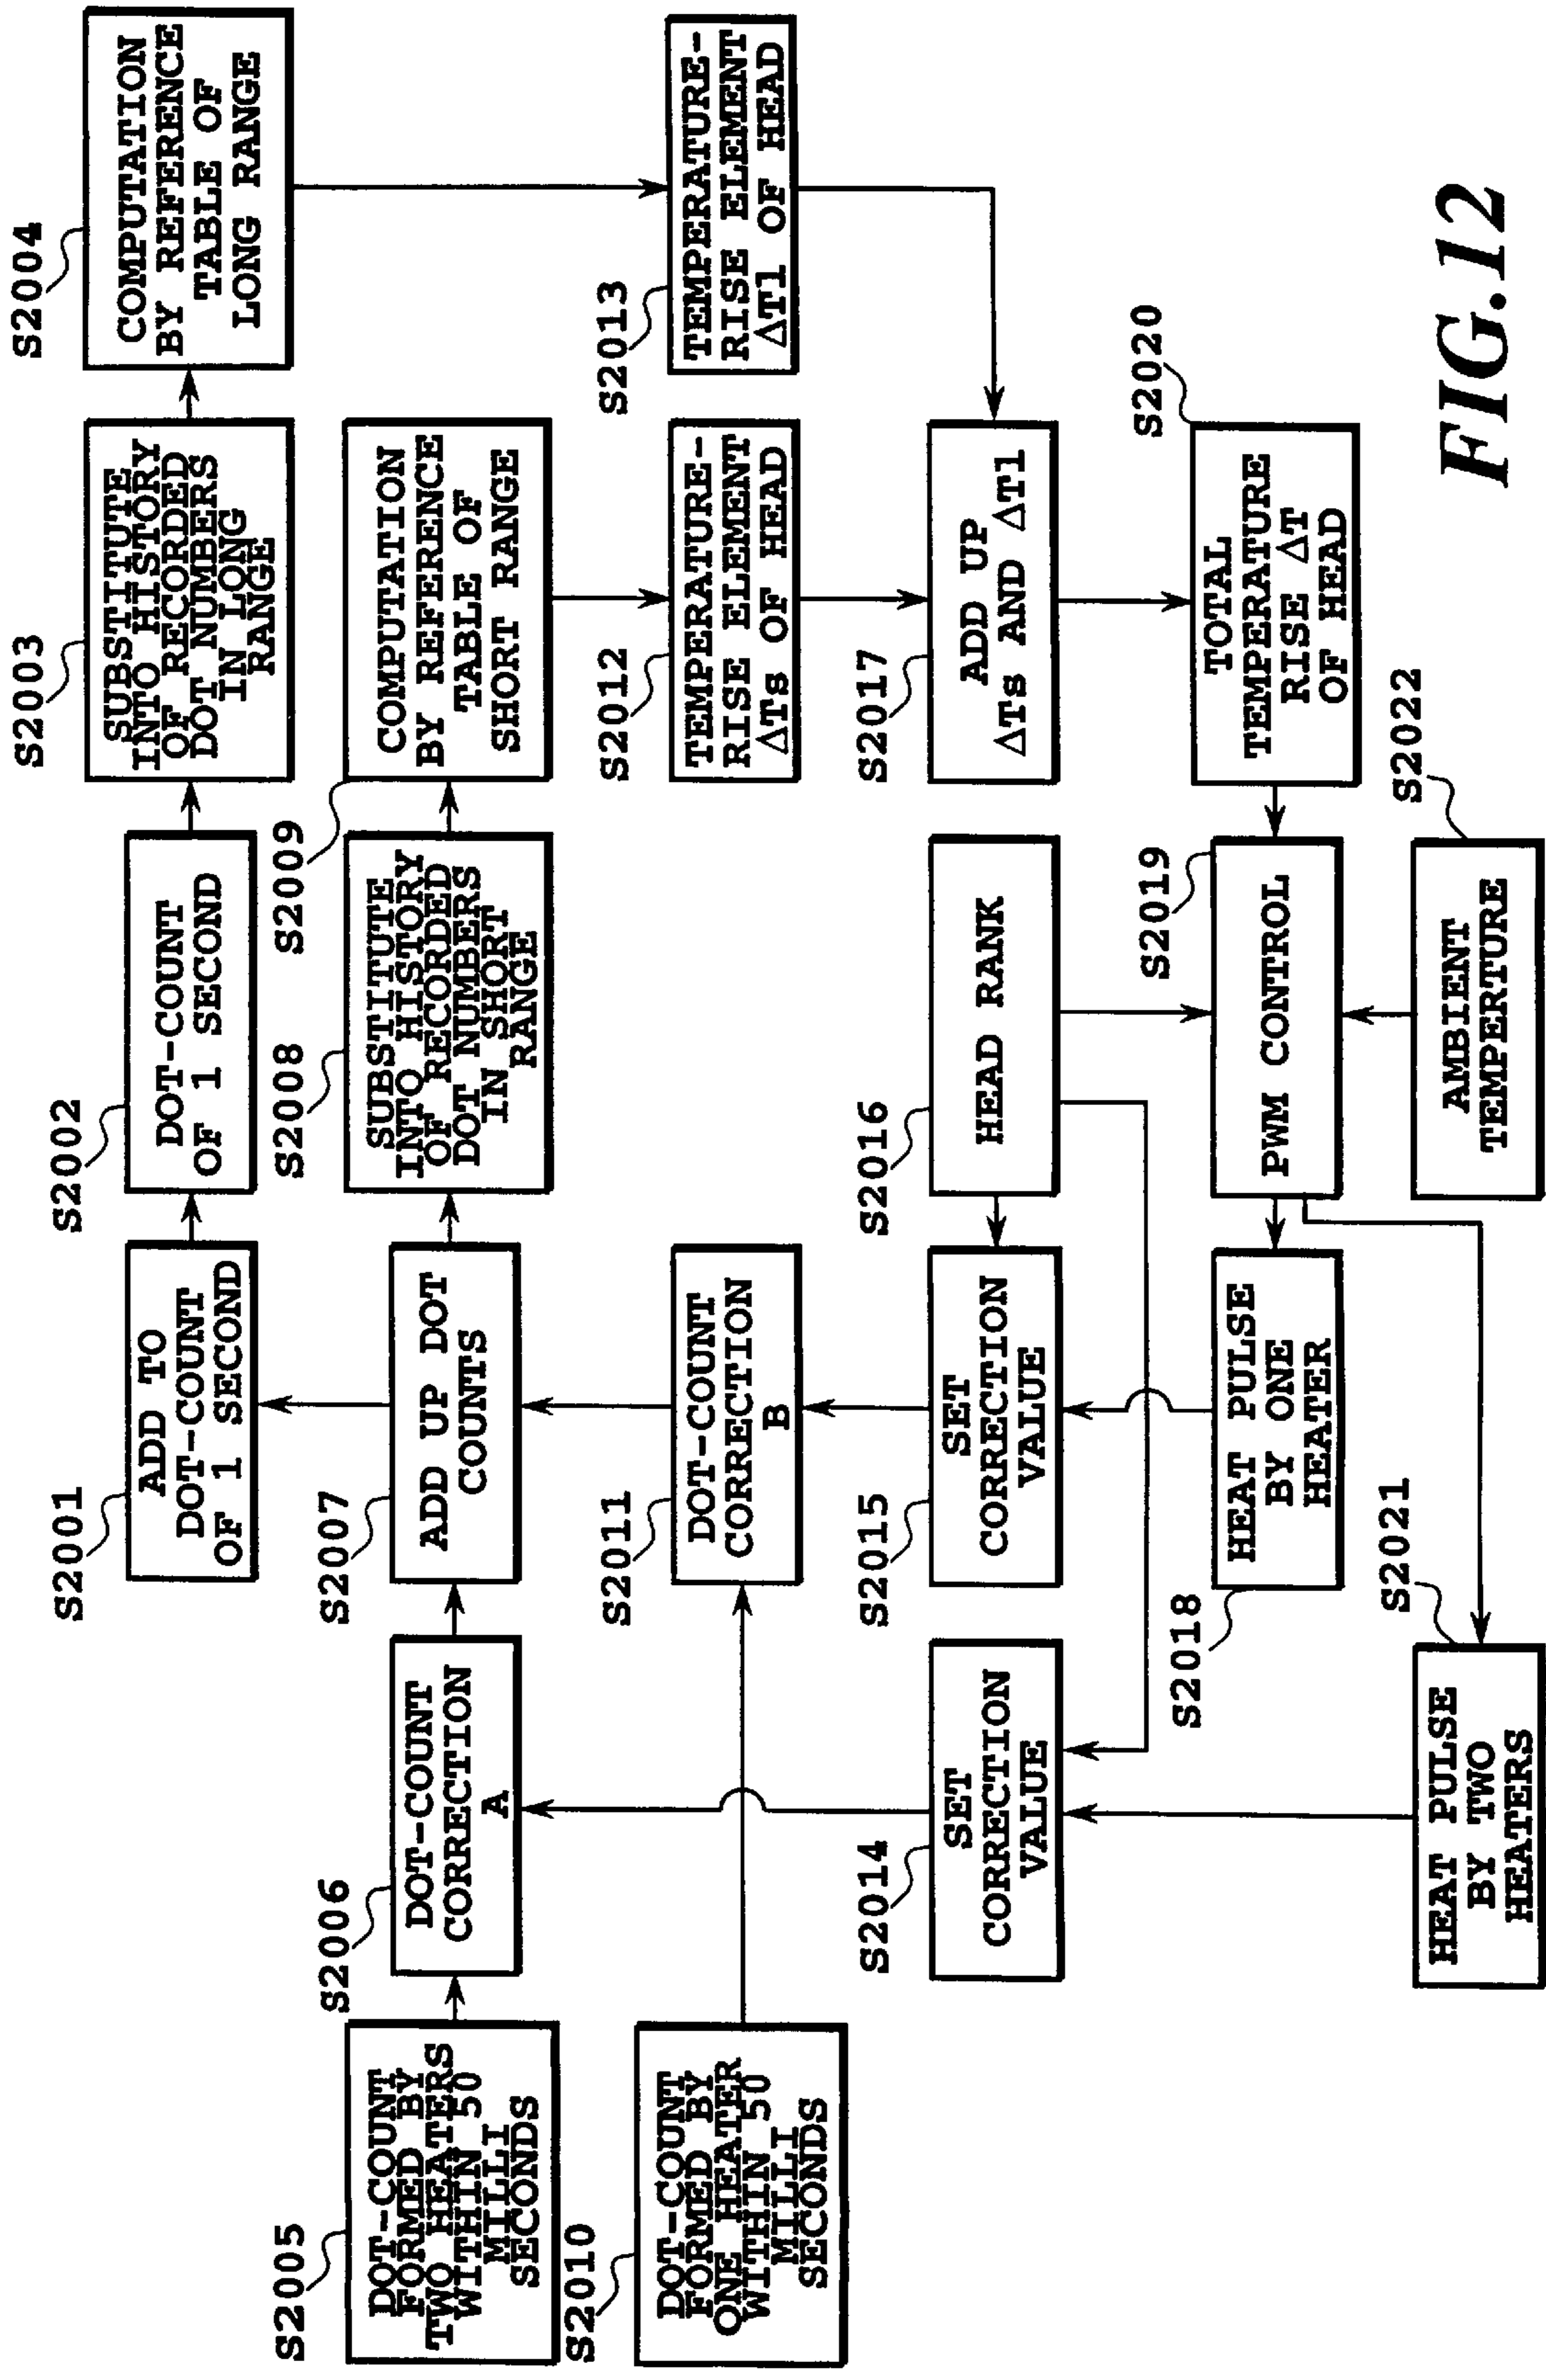 S2001
ADD TO
DOT-COUNT
OF 1 SECOND
S2002
DOT-COUNT
OF 1 SECOND
S2003
SUBSTITUTE
INTO HISTORY
OF RECORDED
DOT NUMBERS
IN LONG
RANGE
S2004
COMPUTATION
BY REFERENCE
TABLE OF
LONG RANGE
S2005
DOT-COUNT
FORMED BY
TWO HEATERS
WITHIN 50
MILLI
SECONDS
S2006
DOT-COUNT
CORRECTION
A
S2007
ADD UP DOT
COUNTS
S2008
SUBSTITUTE
INTO HISTORY
OF RECORDED
DOT NUMBERS
IN SHORT
RANGE
S2009
COMPUTATION
BY REFERENCE
TABLE OF
SHORT RANGE
S2010
DOT-COUNT
FORMED BY
ONE HEATER
WITHIN 50
MILLI
SECONDS
S2011
DOT-COUNT
CORRECTION
B
S2012
TEMPERATURE-
RISE ELEMENT
ΔTs OF HEAD
S2013
TEMPERATURE-
RISE ELEMENT
ΔTl OF HEAD
S2014
SET
CORRECTION
VALUE
S2015
SET
CORRECTION
VALUE
S2016
HEAD RANK
S2017
ADD UP
ΔTs AND ΔTl
S2018
HEAT PULSE
BY ONE
HEATER
S2019
PWM CONTROL
S2020
TOTAL
TEMPERATURE
RISE ΔT
OF HEAD
S2021
HEAT PULSE
BY TWO
HEATERS
S2022
AMBIENT
TEMPERTURE
FIG.12